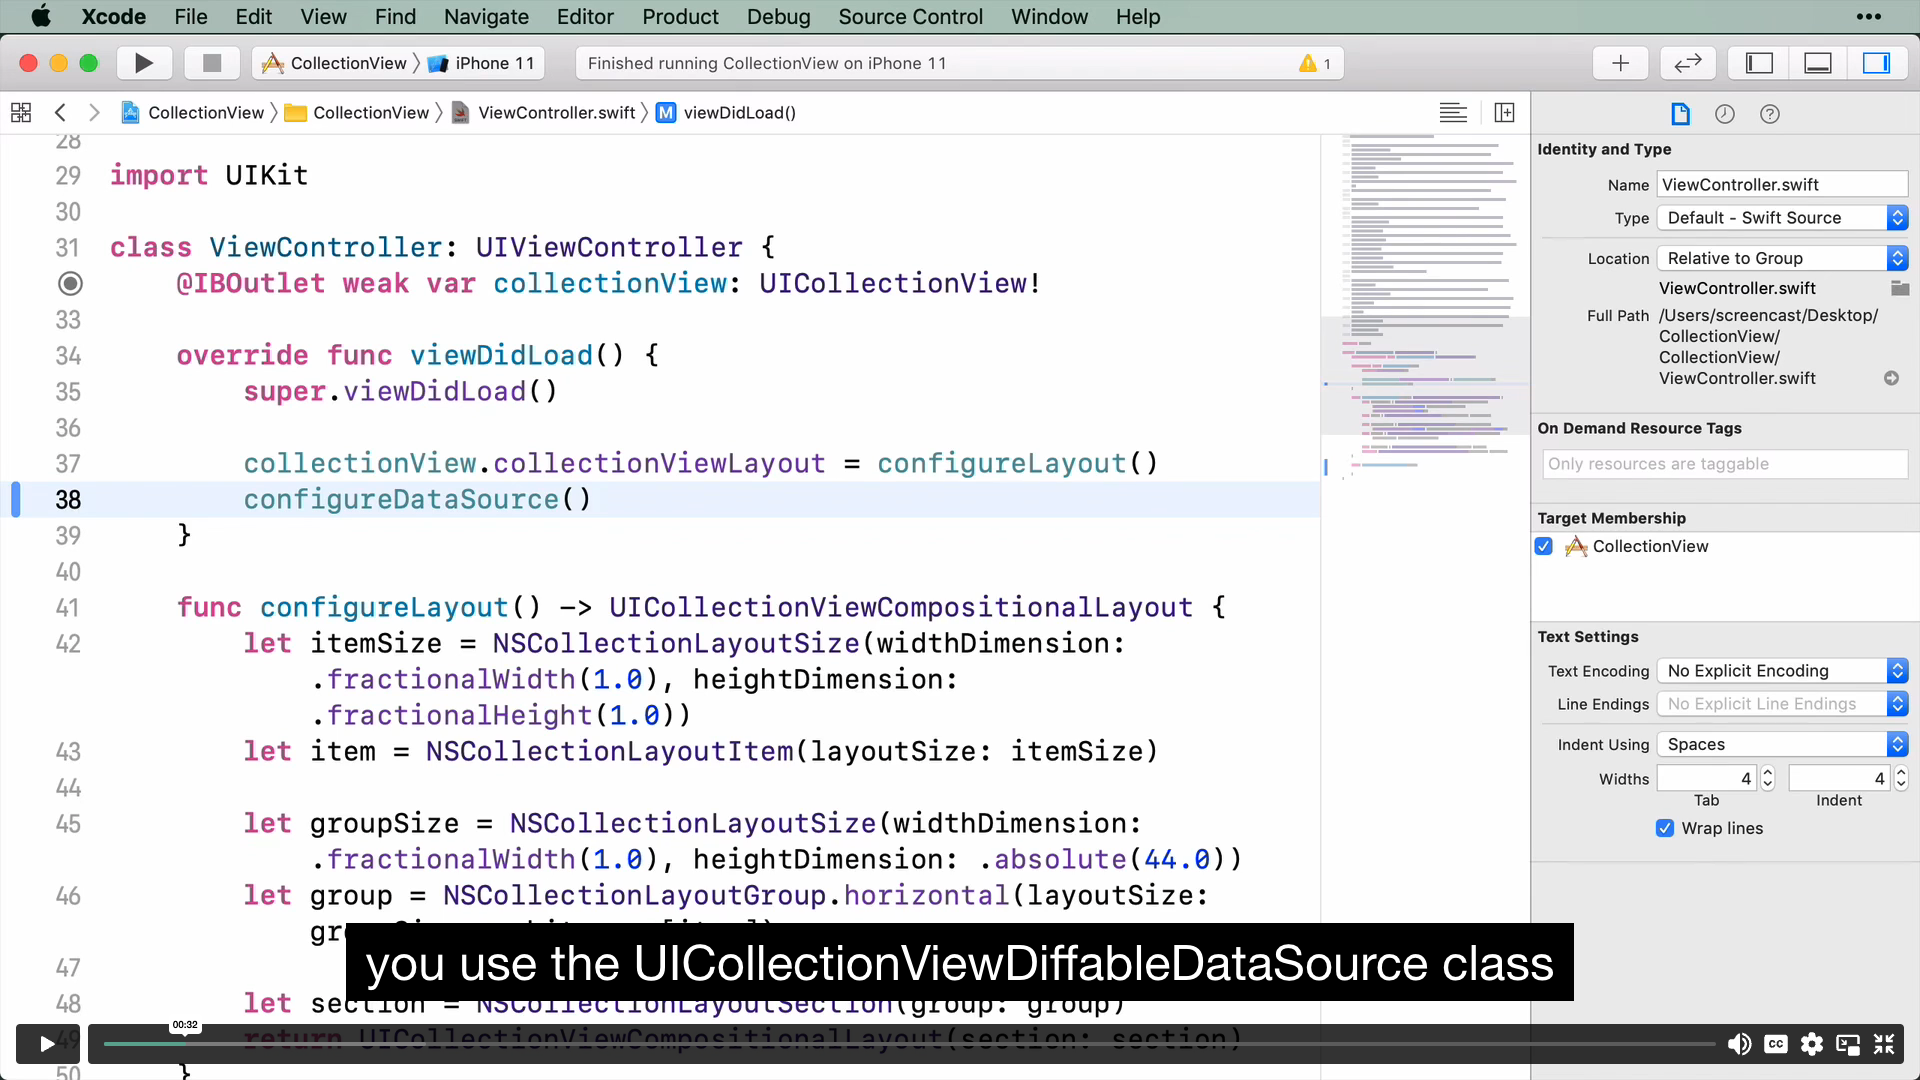 Xcode File Edit View Find Navigate Editor Product Debug Source Control Window Help
CollectionView iPhone 11
Finished running CollectionView on iPhone 11
1
CollectionView CollectionView ViewController.swift M viewDidLoad()
28
29 import UIKit
30
31 class ViewController: UIViewController {
@IBOutlet weak var collectionView: UICollectionView!
33
34 override func viewDidLoad() {
35 super.viewDidLoad()
36
37 collectionView.collectionViewLayout = configureLayout()
38 configureDataSource()
39 }
40
41 func configureLayout() -> UICollectionViewCompositionalLayout {
42 let itemSize = NSCollectionLayoutSize(widthDimension:
.fractionalWidth(1.0), heightDimension:
.fractionalHeight(1.0))
43 let item = NSCollectionLayoutItem(layoutSize: itemSize)
44
45 let groupSize = NSCollectionLayoutSize(widthDimension:
.fractionalWidth(1.0), heightDimension: .absolute(44.0))
46 let group = NSCollectionLayoutGroup.horizontal(layoutSize:
47
48 let section = NSCollectionLayoutSection(group: group)
49 return UICollectionViewCompositionalLayout(section: section)
50 }
you use the UICollectionViewDiffableDataSource class
00:32
CC
Identity and Type
Name ViewController.swift
Type Default - Swift Source
Location Relative to Group
ViewController.swift
Full Path /Users/screencast/Desktop/
CollectionView/
CollectionView/
ViewController.swift
On Demand Resource Tags
Only resources are taggable
Target Membership
CollectionView
Text Settings
Text Encoding No Explicit Encoding
Line Endings No Explicit Line Endings
Indent Using Spaces
Widths 4 4
Tab Indent
Wrap lines